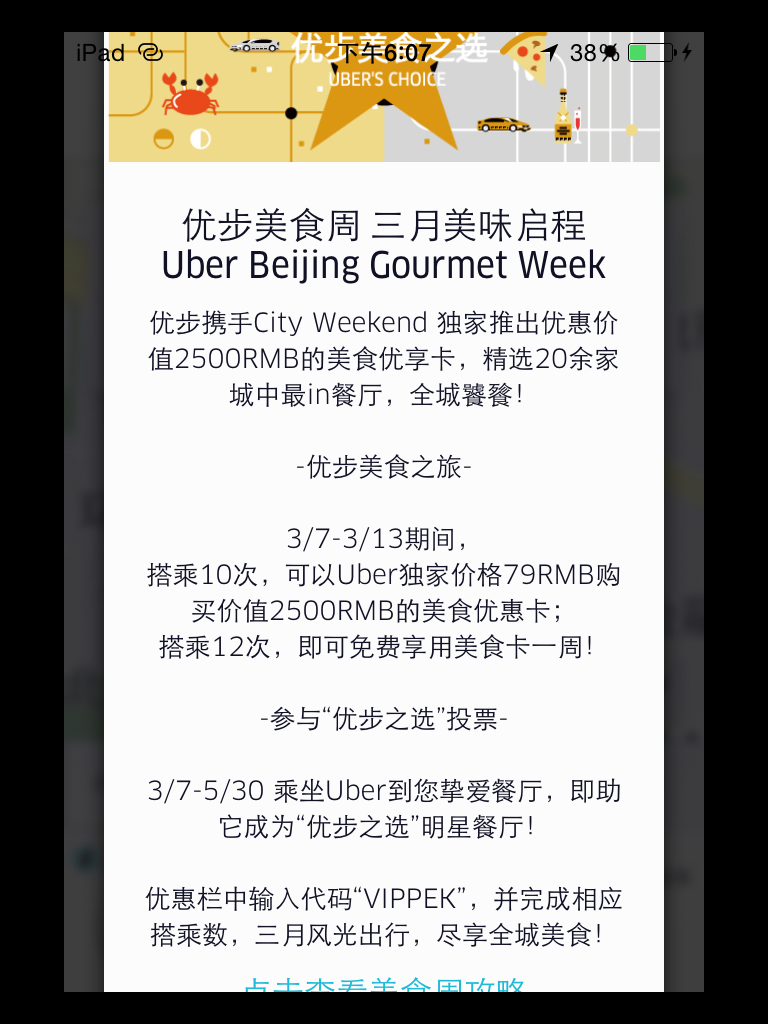 iPad 下午6:07 38%
优步美食之选
UBER'S CHOICE
优步美食周 三月美味启程
Uber Beijing Gourmet Week
优步携手City Weekend 独家推出优惠价
值2500RMB的美食优享卡，精选20余家
城中最in餐厅，全城饕餮！
-优步美食之旅-
3/7-3/13期间，
搭乘10次，可以Uber独家价格79RMB购
买价值2500RMB的美食优惠卡；
搭乘12次，即可免费享用美食卡一周！
-参与“优步之选”投票-
3/7-5/30 乘坐Uber到您挚爱餐厅，即助
它成为“优步之选”明星餐厅！
优惠栏中输入代码“VIPPEK”，并完成相应
搭乘数，三月风光出行，尽享全城美食！
点击查看美食周攻略